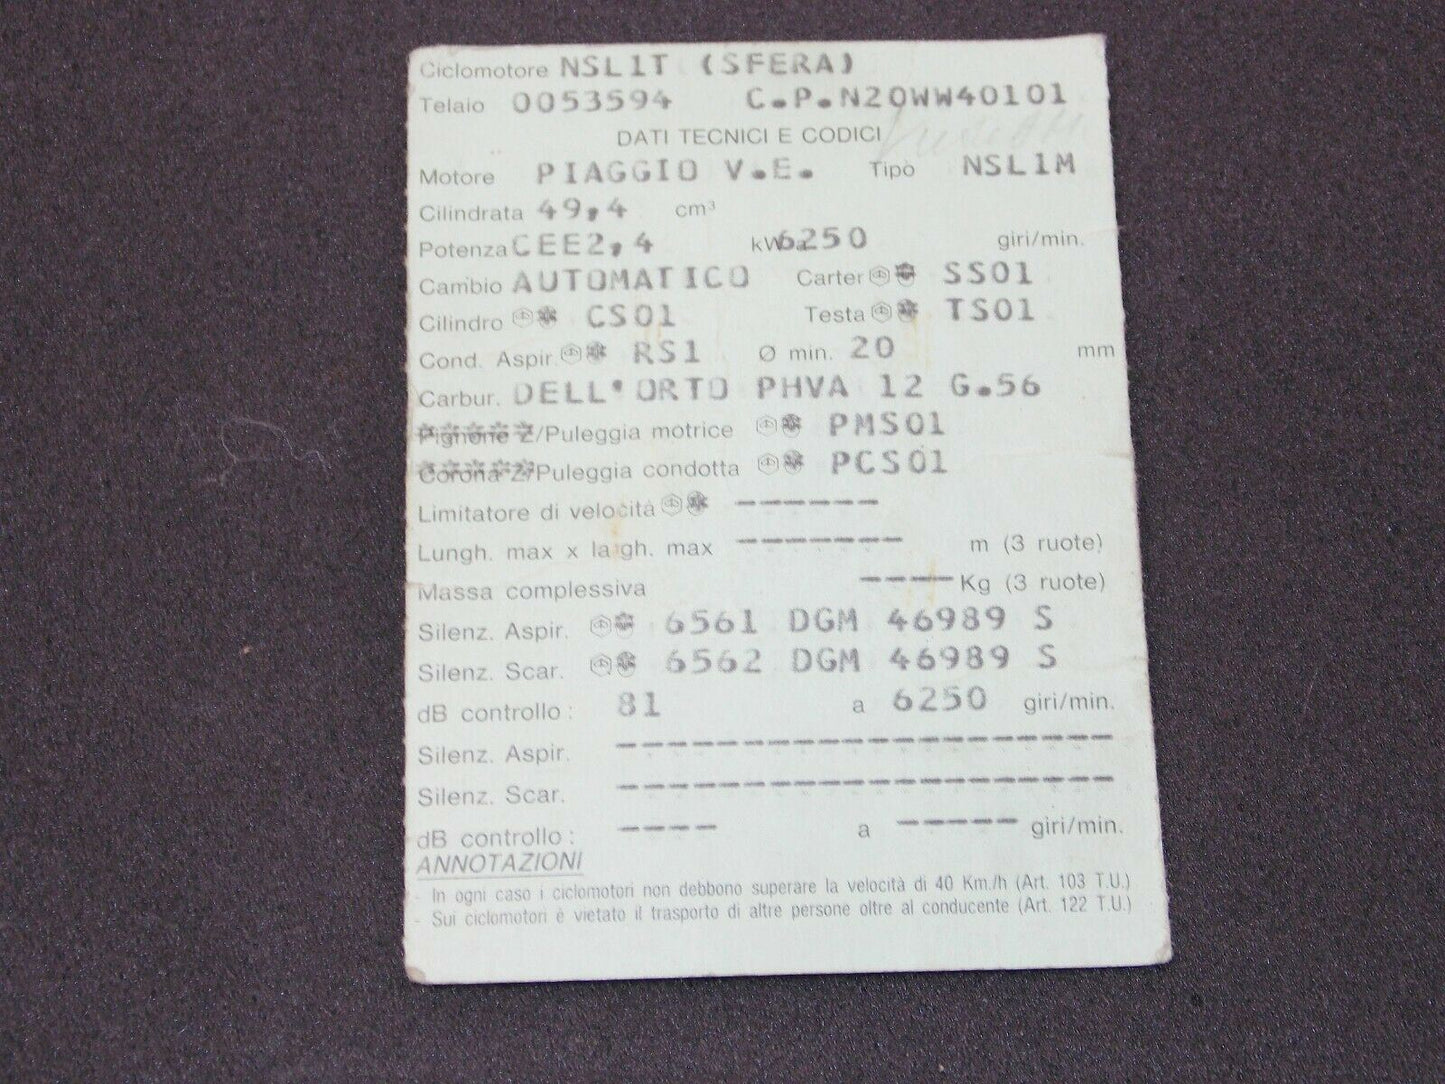 Ciclomotore NSL1T (SFERA)
Telaio 0053594 C.P.N20WW40101
DATI TECNICI E CODICI
Motore PIAGGIO V.E. Tipo NSL1M
Cilindrata 49,4 cm³
Potenza CEE2,4 kW a 6250 giri/min.
Cambio AUTOMATICO Carter SS01
Cilindro CS01 Testa TS01
Cond. Aspir. RS1 Ø min. 20 mm
Carbur. DELL'ORTO PHVA 12 G.56
Pignone Z/Puleggia motrice PMS01
Corona Z/Puleggia condotta PCS01
Limitatore di velocità ------
Lungh. max x largh. max ------- m (3 ruote)
Massa complessiva ---- Kg (3 ruote)
Silenz. Aspir. 6561 DGM 46989 S
Silenz. Scar. 6562 DGM 46989 S
dB controllo : 81 a 6250 giri/min.
Silenz. Aspir. --------------------
Silenz. Scar. --------------------
dB controllo : ---- a ----- giri/min.
ANNOTAZIONI
- In ogni caso i ciclomotori non debbono superare la velocità di 40 Km./h (Art. 103 T.U.)
- Sui ciclomotori è vietato il trasporto di altre persone oltre al conducente (Art. 122 T.U.)